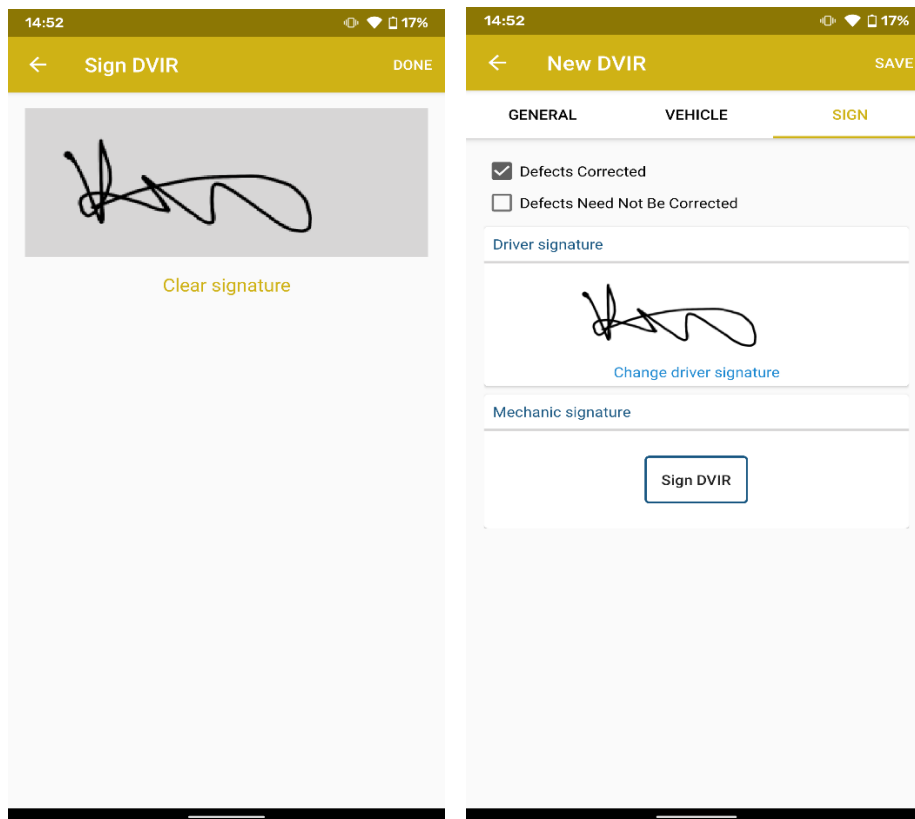 14:52 17%
Sign DVIR DONE
Clear signature
14:52 17%
New DVIR SAVE
GENERAL VEHICLE SIGN
Defects Corrected
Defects Need Not Be Corrected
Driver signature
Change driver signature
Mechanic signature
Sign DVIR